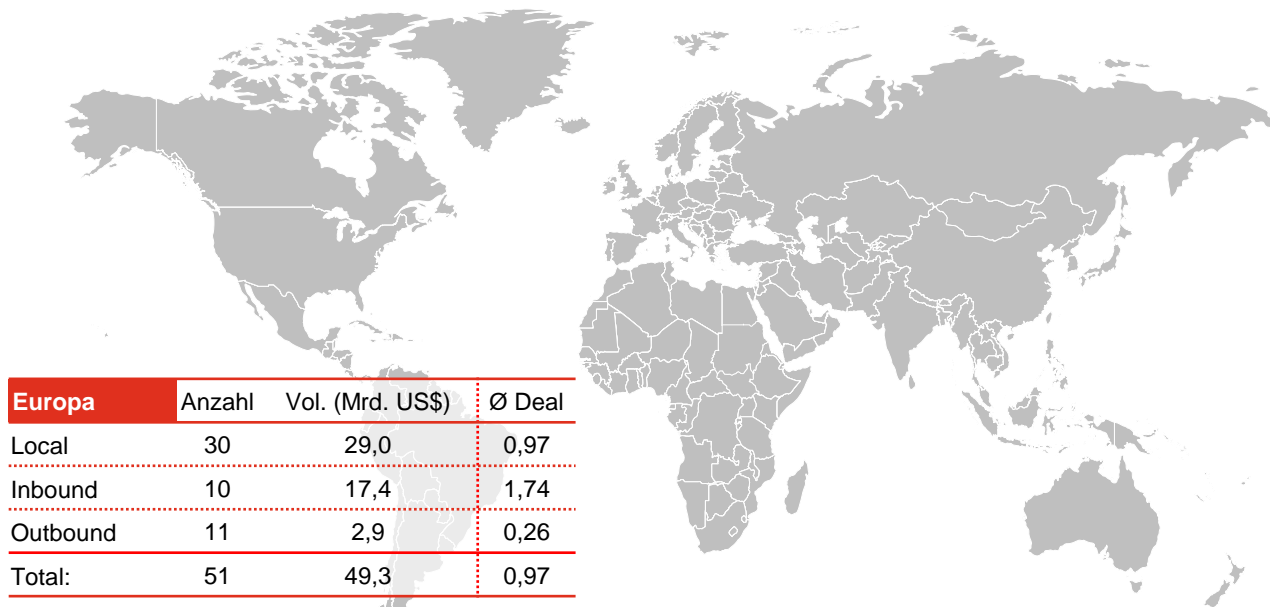 Europa Anzahl Vol. (Mrd. US$) Ø Deal
Local 30 29,0 0,97
Inbound 10 17,4 1,74
Outbound 11 2,9 0,26
Total: 51 49,3 0,97